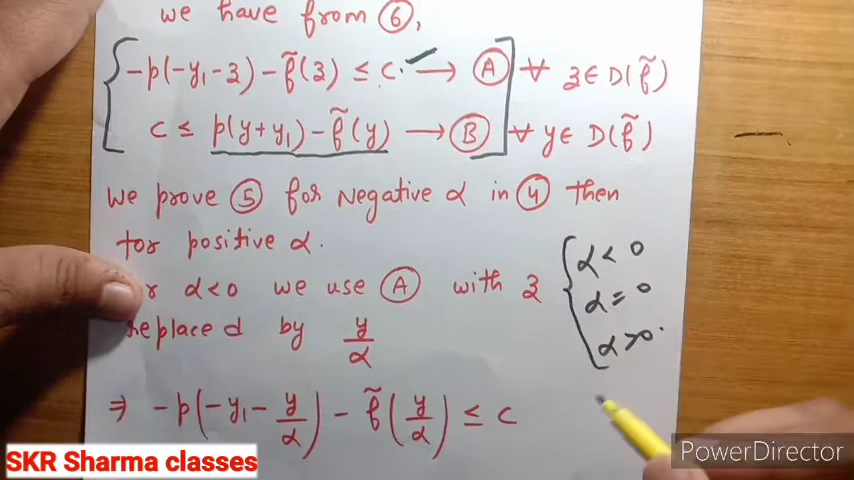 we have from ⑥,
-p(-y₁-z) - f̃(z) ≤ c. → Ⓐ ∀ z ∈ D(f̃)
c ≤ p(y+y₁) - f̃(y) → Ⓑ ∀ y ∈ D(f̃)
we prove ⑤ for Negative α in ④ then
for positive α.
r α<0 we use Ⓐ with z
replaced by y/α
⇒ -p(-y₁ - y/α) - f̃(y/α) ≤ c
α < 0
α = 0
α > 0.
SKR Sharma classes
PowerDirector